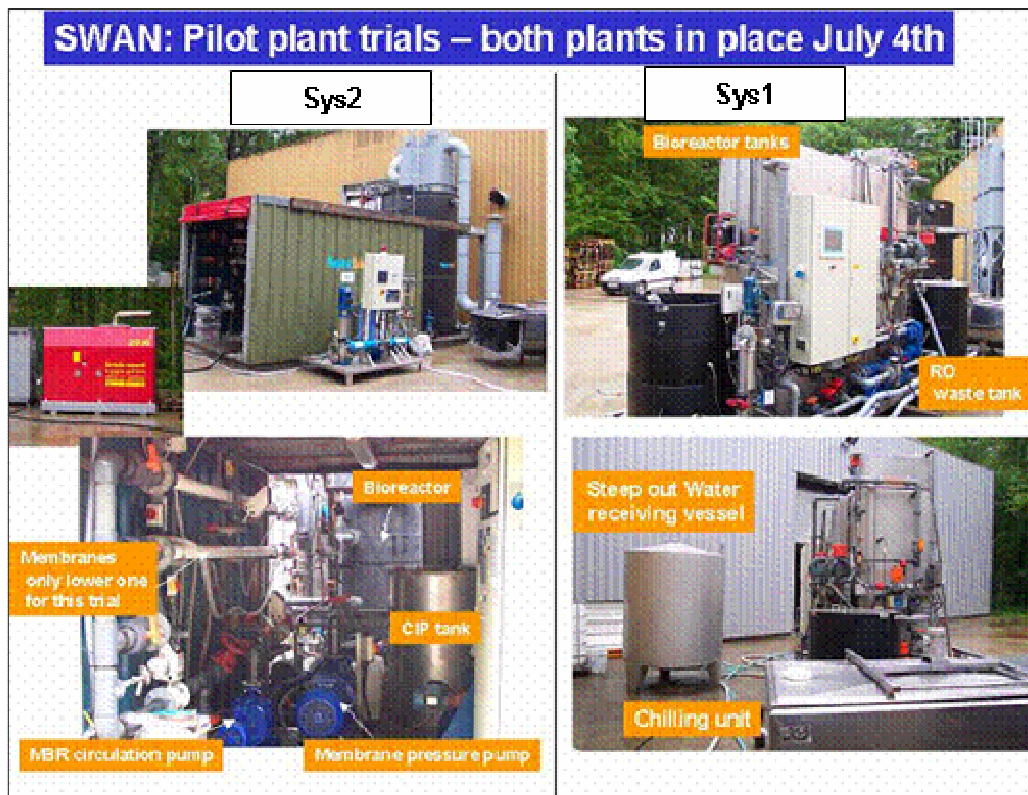 SWAN: Pilot plant trials – both plants in place July 4th
Sys2
Sys1
Bioreactor tanks
RO
waste tank
Bioreactor
Membranes
only lower one
for this trial
CIP tank
MBR circulation pump
Membrane pressure pump
Steep out Water
receiving vessel
Chilling unit